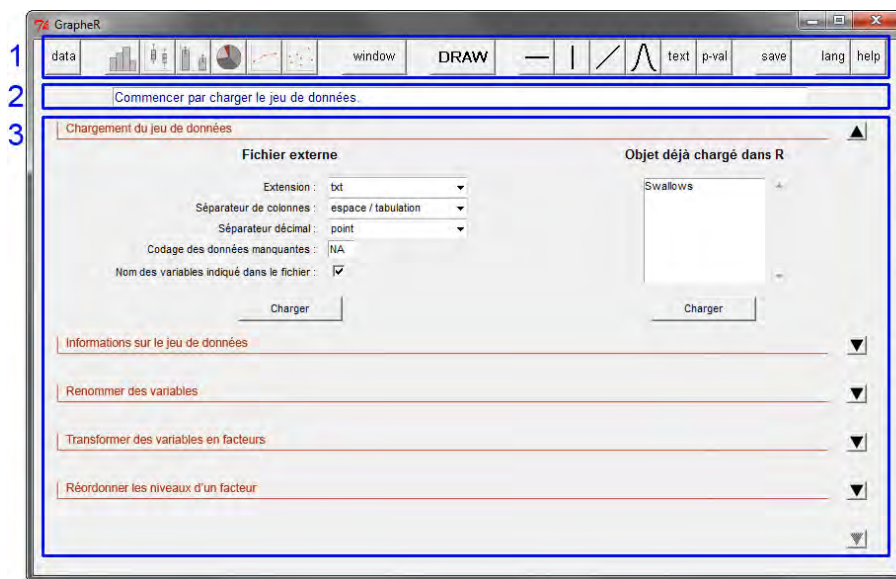 GrapheR
1
data
window
DRAW
text
p-val
save
lang
help
2
Commencer par charger le jeu de données.
3
Chargement du jeu de données
Fichier externe
Objet déjà chargé dans R
Extension : txt
Swallows
Séparateur de colonnes : espace / tabulation
Séparateur décimal : point
Codage des données manquantes : NA
Nom des variables indiqué dans le fichier :
Charger
Charger
Informations sur le jeu de données
Renommer des variables
Transformer des variables en facteurs
Réordonner les niveaux d'un facteur